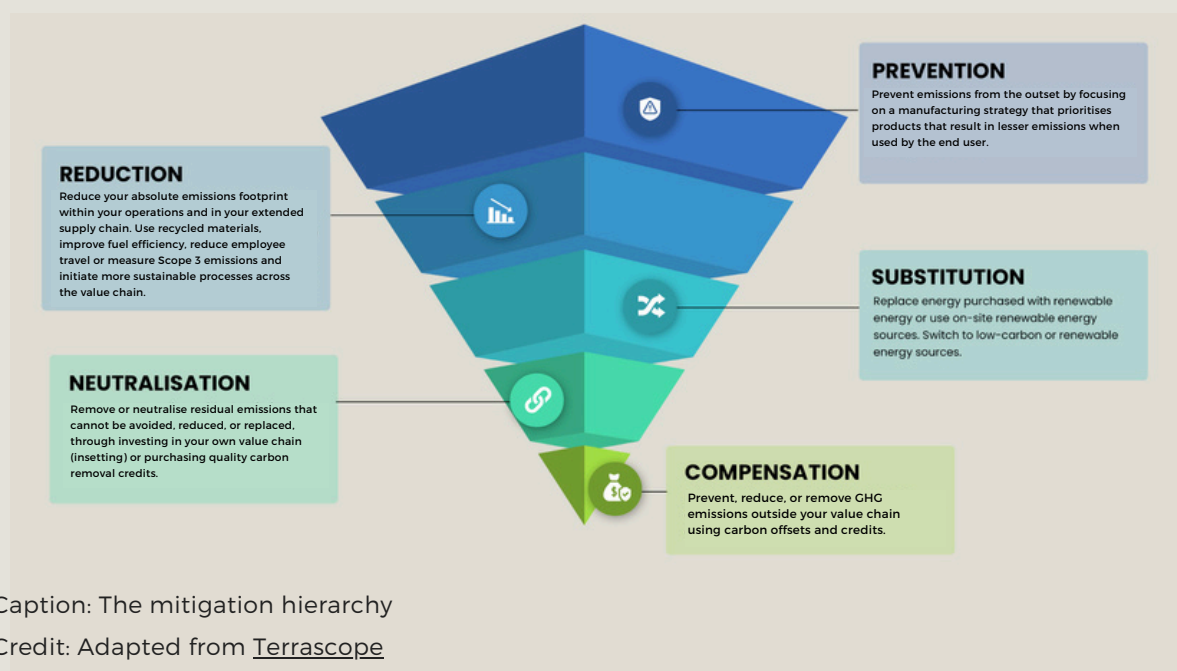 PREVENTION
Prevent emissions from the outset by focusing
on a manufacturing strategy that prioritises
products that result in lesser emissions when
used by the end user.
REDUCTION
Reduce your absolute emissions footprint
within your operations and in your extended
supply chain. Use recycled materials,
improve fuel efficiency, reduce employee
travel or measure Scope 3 emissions and
initiate more sustainable processes across
the value chain.
SUBSTITUTION
Replace energy purchased with renewable
energy or use on-site renewable energy
sources. Switch to low-carbon or renewable
energy sources.
NEUTRALISATION
Remove or neutralise residual emissions that
cannot be avoided, reduced, or replaced,
through investing in your own value chain
(insetting) or purchasing quality carbon
removal credits.
$
COMPENSATION
Prevent, reduce, or remove GHG
emissions outside your value chain
using carbon offsets and credits.
Caption: The mitigation hierarchy
Credit: Adapted from Terrascope